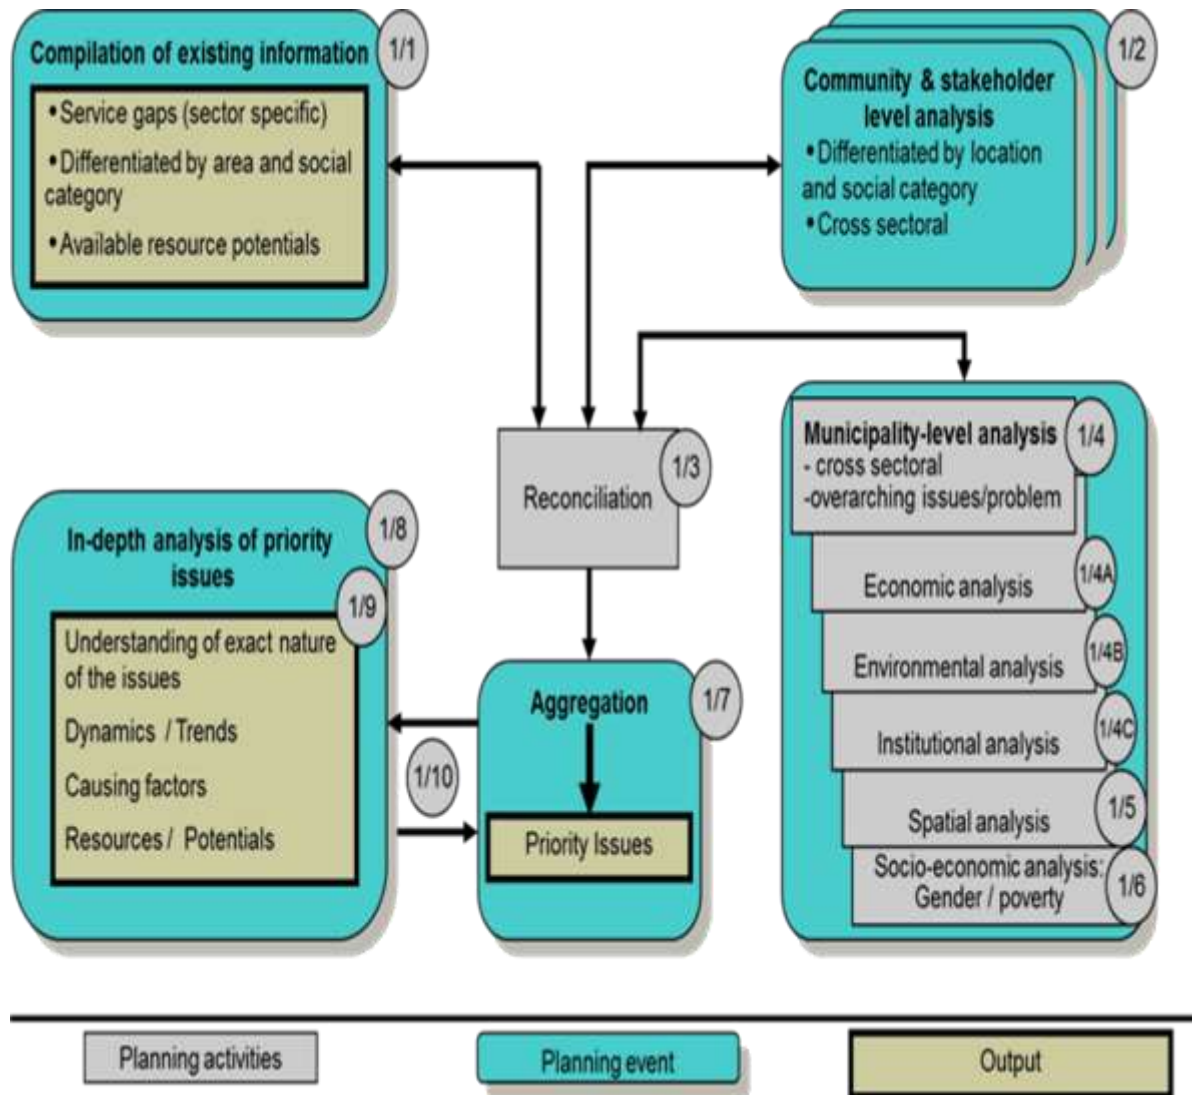 Compilation of existing information
1/1
•Service gaps (sector specific)
•Differentiated by area and social
category
•Available resource potentials
1/2
Community & stakeholder
level analysis
•Differentiated by location
and social category
•Cross sectoral
Reconciliation
1/3
Municipality-level analysis
- cross sectoral
-overarching issues/problem
1/4
Economic analysis
1/4A
Environmental analysis
1/4B
Institutional analysis
1/4C
Spatial analysis
1/5
Socio-economic analysis:
Gender / poverty
1/6
In-depth analysis of priority
issues
1/8
1/9
Understanding of exact nature
of the issues
Dynamics / Trends
Causing factors
Resources / Potentials
1/10
Aggregation
1/7
Priority Issues
Planning activities
Planning event
Output